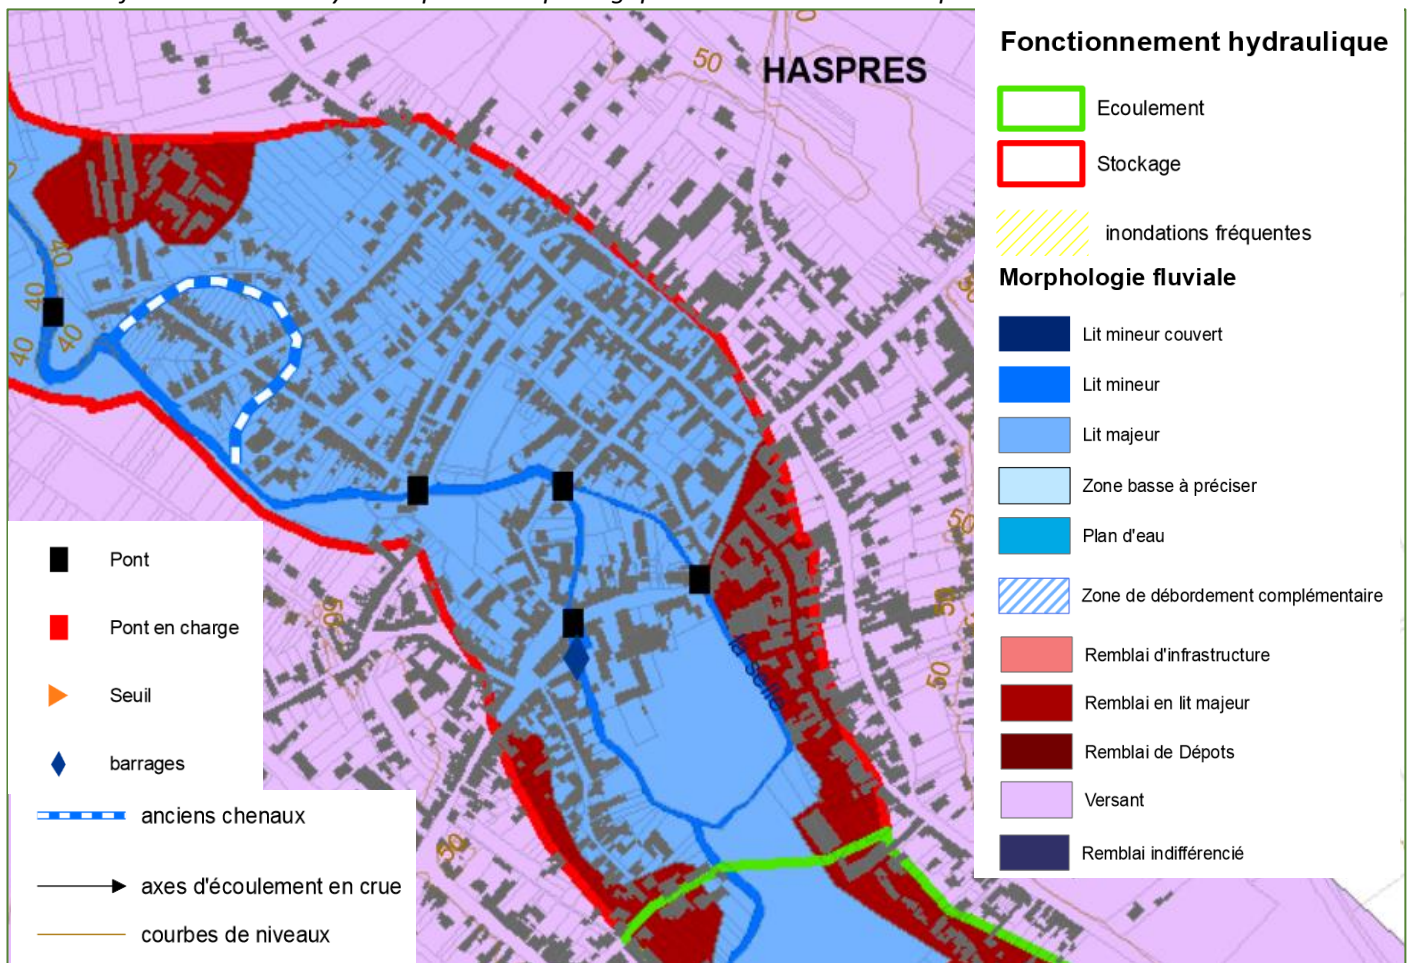 HASPRES
50
40
40
40
40
50
50
50
50
50
la selle
Fonctionnement hydraulique
Ecoulement
Stockage
inondations fréquentes
Morphologie fluviale
Lit mineur couvert
Lit mineur
Lit majeur
Zone basse à préciser
Plan d'eau
Zone de débordement complémentaire
Remblai d'infrastructure
Remblai en lit majeur
Remblai de Dépots
Versant
Remblai indifférencié
Pont
Pont en charge
Seuil
barrages
anciens chenaux
axes d'écoulement en crue
courbes de niveaux